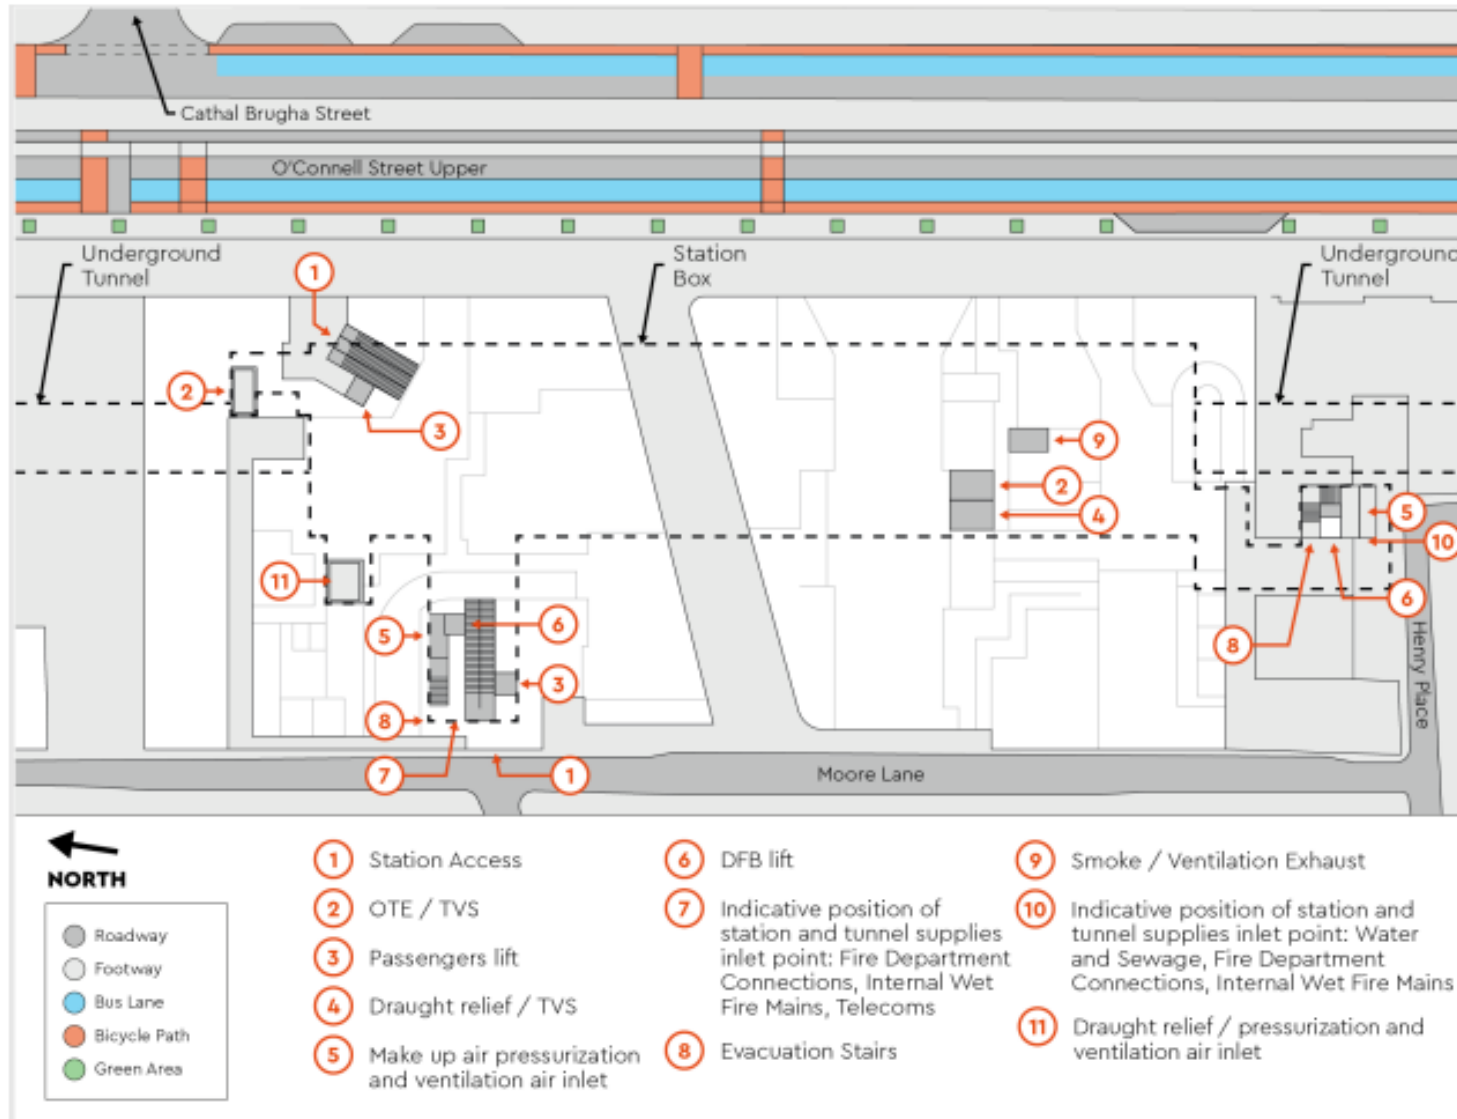 Cathal Brugha Street
O'Connell Street Upper
Underground
Tunnel
Station
Box
Underground
Tunnel
1
2
3
9
2
4
5
10
11
5
6
6
8
3
8
7
1
Henry Place
Moore Lane
NORTH
Roadway
Footway
Bus Lane
Bicycle Path
Green Area
1 Station Access
2 OTE / TVS
3 Passengers lift
4 Draught relief / TVS
5 Make up air pressurization
and ventilation air inlet
6 DFB lift
7 Indicative position of
station and tunnel supplies
inlet point: Fire Department
Connections, Internal Wet
Fire Mains, Telecoms
8 Evacuation Stairs
9 Smoke / Ventilation Exhaust
10 Indicative position of station and
tunnel supplies inlet point: Water
and Sewage, Fire Department
Connections, Internal Wet Fire Mains
11 Draught relief / pressurization and
ventilation air inlet